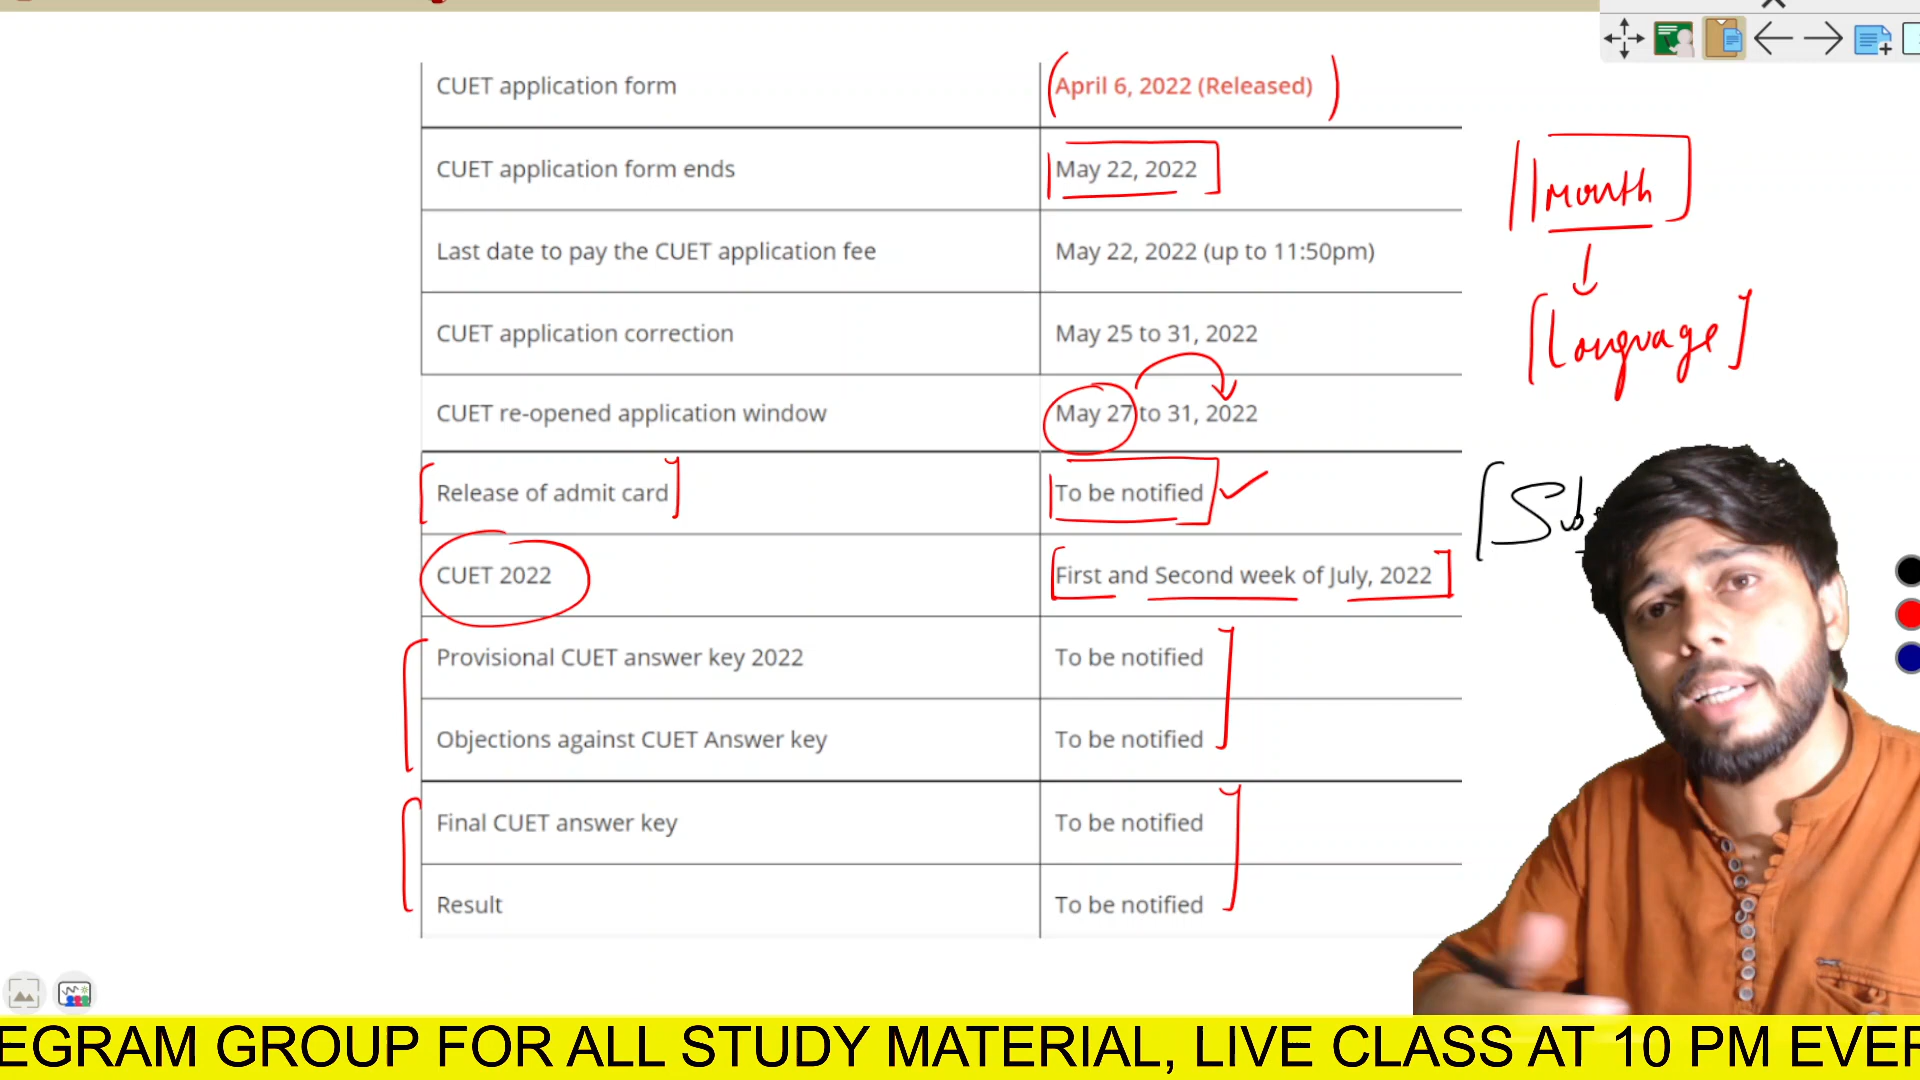 CUET application form April 6, 2022 (Released)
CUET application form ends May 22, 2022
Last date to pay the CUET application fee May 22, 2022 (up to 11:50pm)
CUET application correction May 25 to 31, 2022
CUET re-opened application window May 27 to 31, 2022
Release of admit card To be notified
CUET 2022 First and Second week of July, 2022
Provisional CUET answer key 2022 To be notified
Objections against CUET Answer key To be notified
Final CUET answer key To be notified
Result To be notified
1 month
Language
Sub
EGRAM GROUP FOR ALL STUDY MATERIAL, LIVE CLASS AT 10 PM EVER